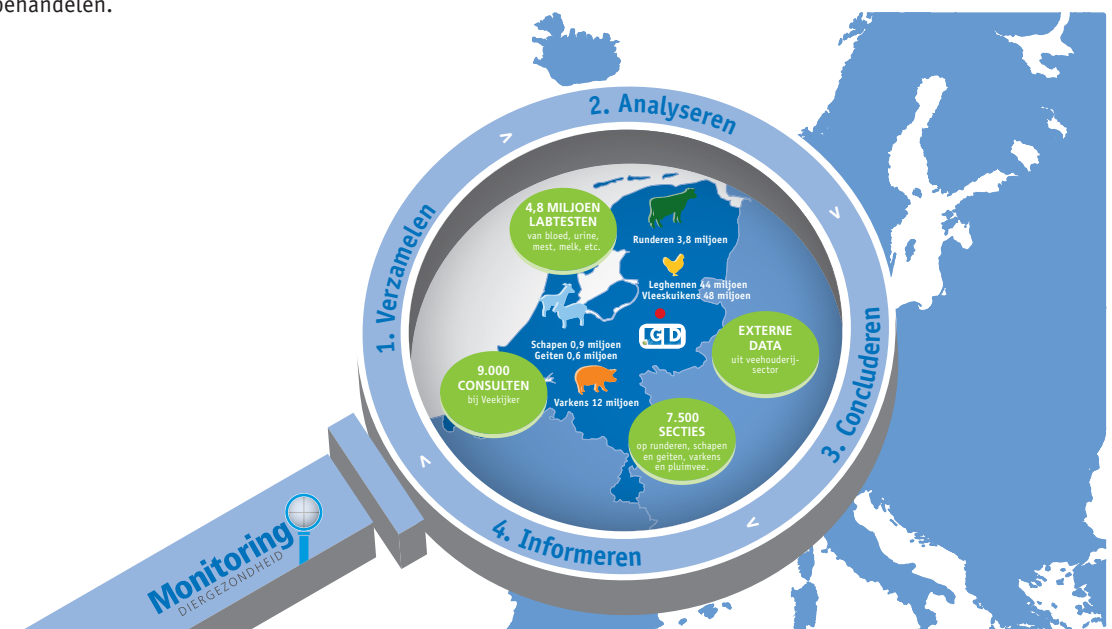 behandelen.
2. Analyseren
1. Verzamelen
3. Concluderen
4. Informeren
4,8 MILJOEN
LABTESTEN
van bloed, urine,
mest, melk, etc.
Runderen 3,8 miljoen
Leghennen 44 miljoen
Vleeskuikens 48 miljoen
GD
Schapen 0,9 miljoen
Geiten 0,6 miljoen
EXTERNE
DATA
uit veehouderij-
sector
9.000
CONSULTEN
bij Veekijker
Varkens 12 miljoen
7.500
SECTIES
op runderen, schapen
en geiten, varkens
en pluimvee.
Monitoring
DIERGEZONDHEID